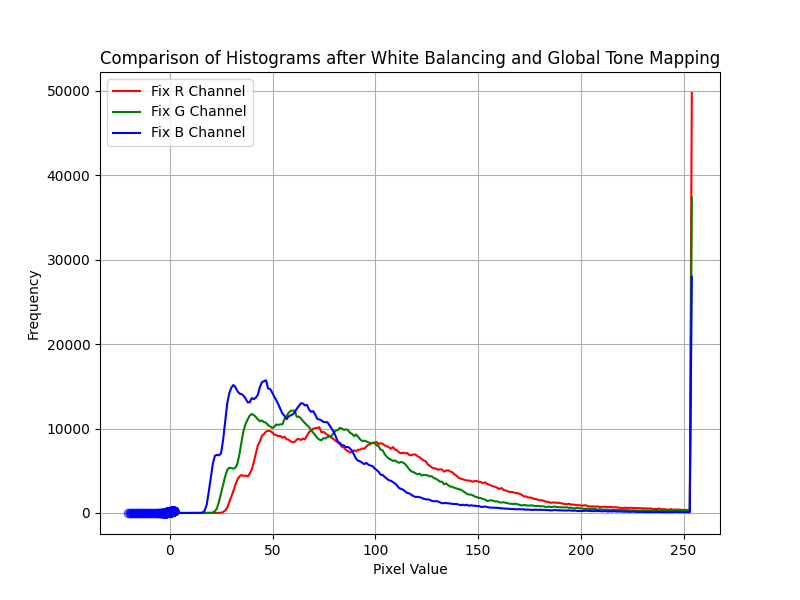 Comparison of Histograms after White Balancing and Global Tone Mapping
50000
40000
30000
20000
10000
0
Frequency
Fix R Channel
Fix G Channel
Fix B Channel
0 50 100 150 200 250
Pixel Value